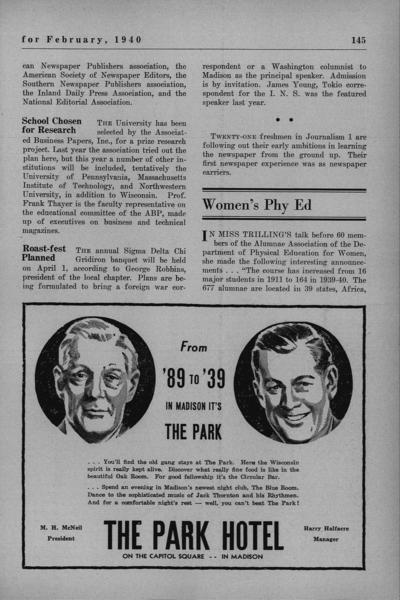 for February, 1940 145
ean Newspaper Publishers association, the
American Society of Newspaper Editors, the
Southern Newspaper Publishers association,
the Inland Daily Press Association, and the
National Editorial Association.
School Chosen
for Research
THE University has been
selected by the Associat-
ed Business Papers, Inc., for a prize research
project. Last year the association tried out the
plan here, but this year a number of other in-
stitutions will be included, tentatively the
University of Pennsylvania, Massachusetts
Institute of Technology, and Northwestern
University, in addition to Wisconsin. Prof.
Frank Thayer is the faculty representative on
the educational committee of the ABP, made
up of executives on business and technical
magazines.
Roast-fest
Planned
THE annual Sigma Delta Chi
Gridiron banquet will be held
on April 1, according to George Robbins,
president of the local chapter. Plans are be-
ing formulated to bring a foreign war cor-
respondent or a Washington columnist to
Madison as the principal speaker. Admission
is by invitation. James Young, Tokio corre-
spondent for the I. N. S. was the featured
speaker last year.
• •
TWENTY-ONE freshmen in Journalism 1 are
following out their early ambitions in learning
the newspaper from the ground up. Their
first newspaper experience was as newspaper
carriers.
Women's Phy Ed
IN MISS TRILLING'S talk before 60 mem-
bers of the Alumnae Association of the De-
partment of Physical Education for Women,
she made the following interesting announce-
ments . . . "The course has increased from 16
major students in 1911 to 164 in 1939-40. The
677 alumnae are located in 39 states, Africa,
From
'89 TO '39
IN MADISON IT'S
THE PARK
. . . You'll find the old gang stays at The Park. Here the Wisconsin
spirit is really kept alive. Discover what really fine food is like in the
beautiful Oak Room. For good fellowship it's the Circular Bar.
. . . Spend an evening in Madison's newest night club, The Blue Room.
Dance to the sophisticated music of Jack Thornton and his Rhythmen.
And for a comfortable night's rest — well, you can't beat The Park!
M. H. McNeil
President
THE PARK HOTEL
ON THE CAPITOL SQUARE - - IN MADISON
Harry Halfacre
Manager